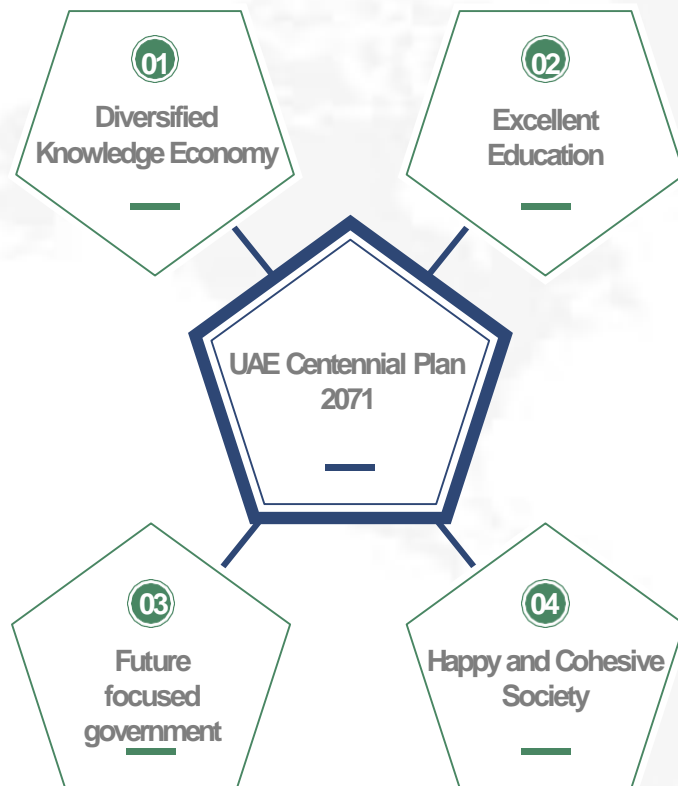 01
Diversified
Knowledge Economy
02
Excellent
Education
UAE Centennial Plan
2071
03
Future
focused
government
04
Happy and Cohesive
Society